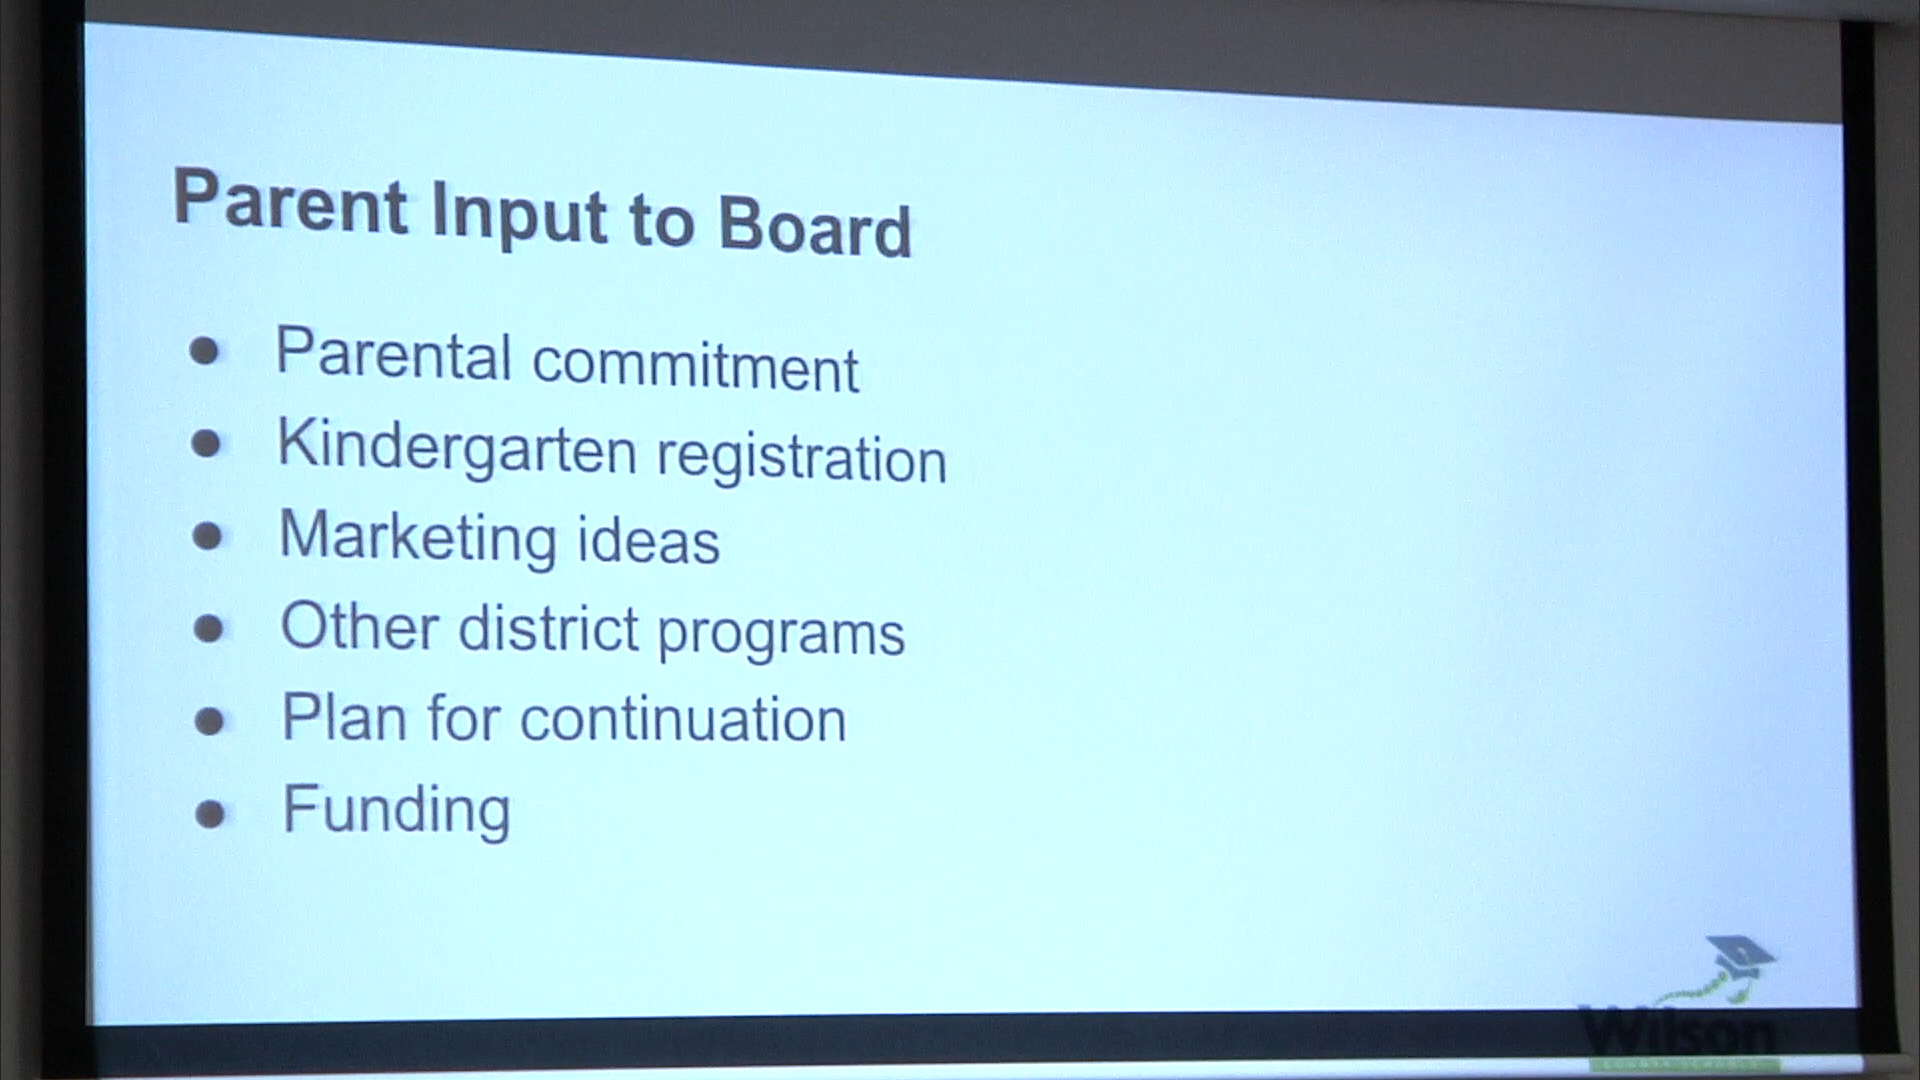 Parent Input to Board
● Parental commitment
● Kindergarten registration
● Marketing ideas
● Other district programs
● Plan for continuation
● Funding
Wilson